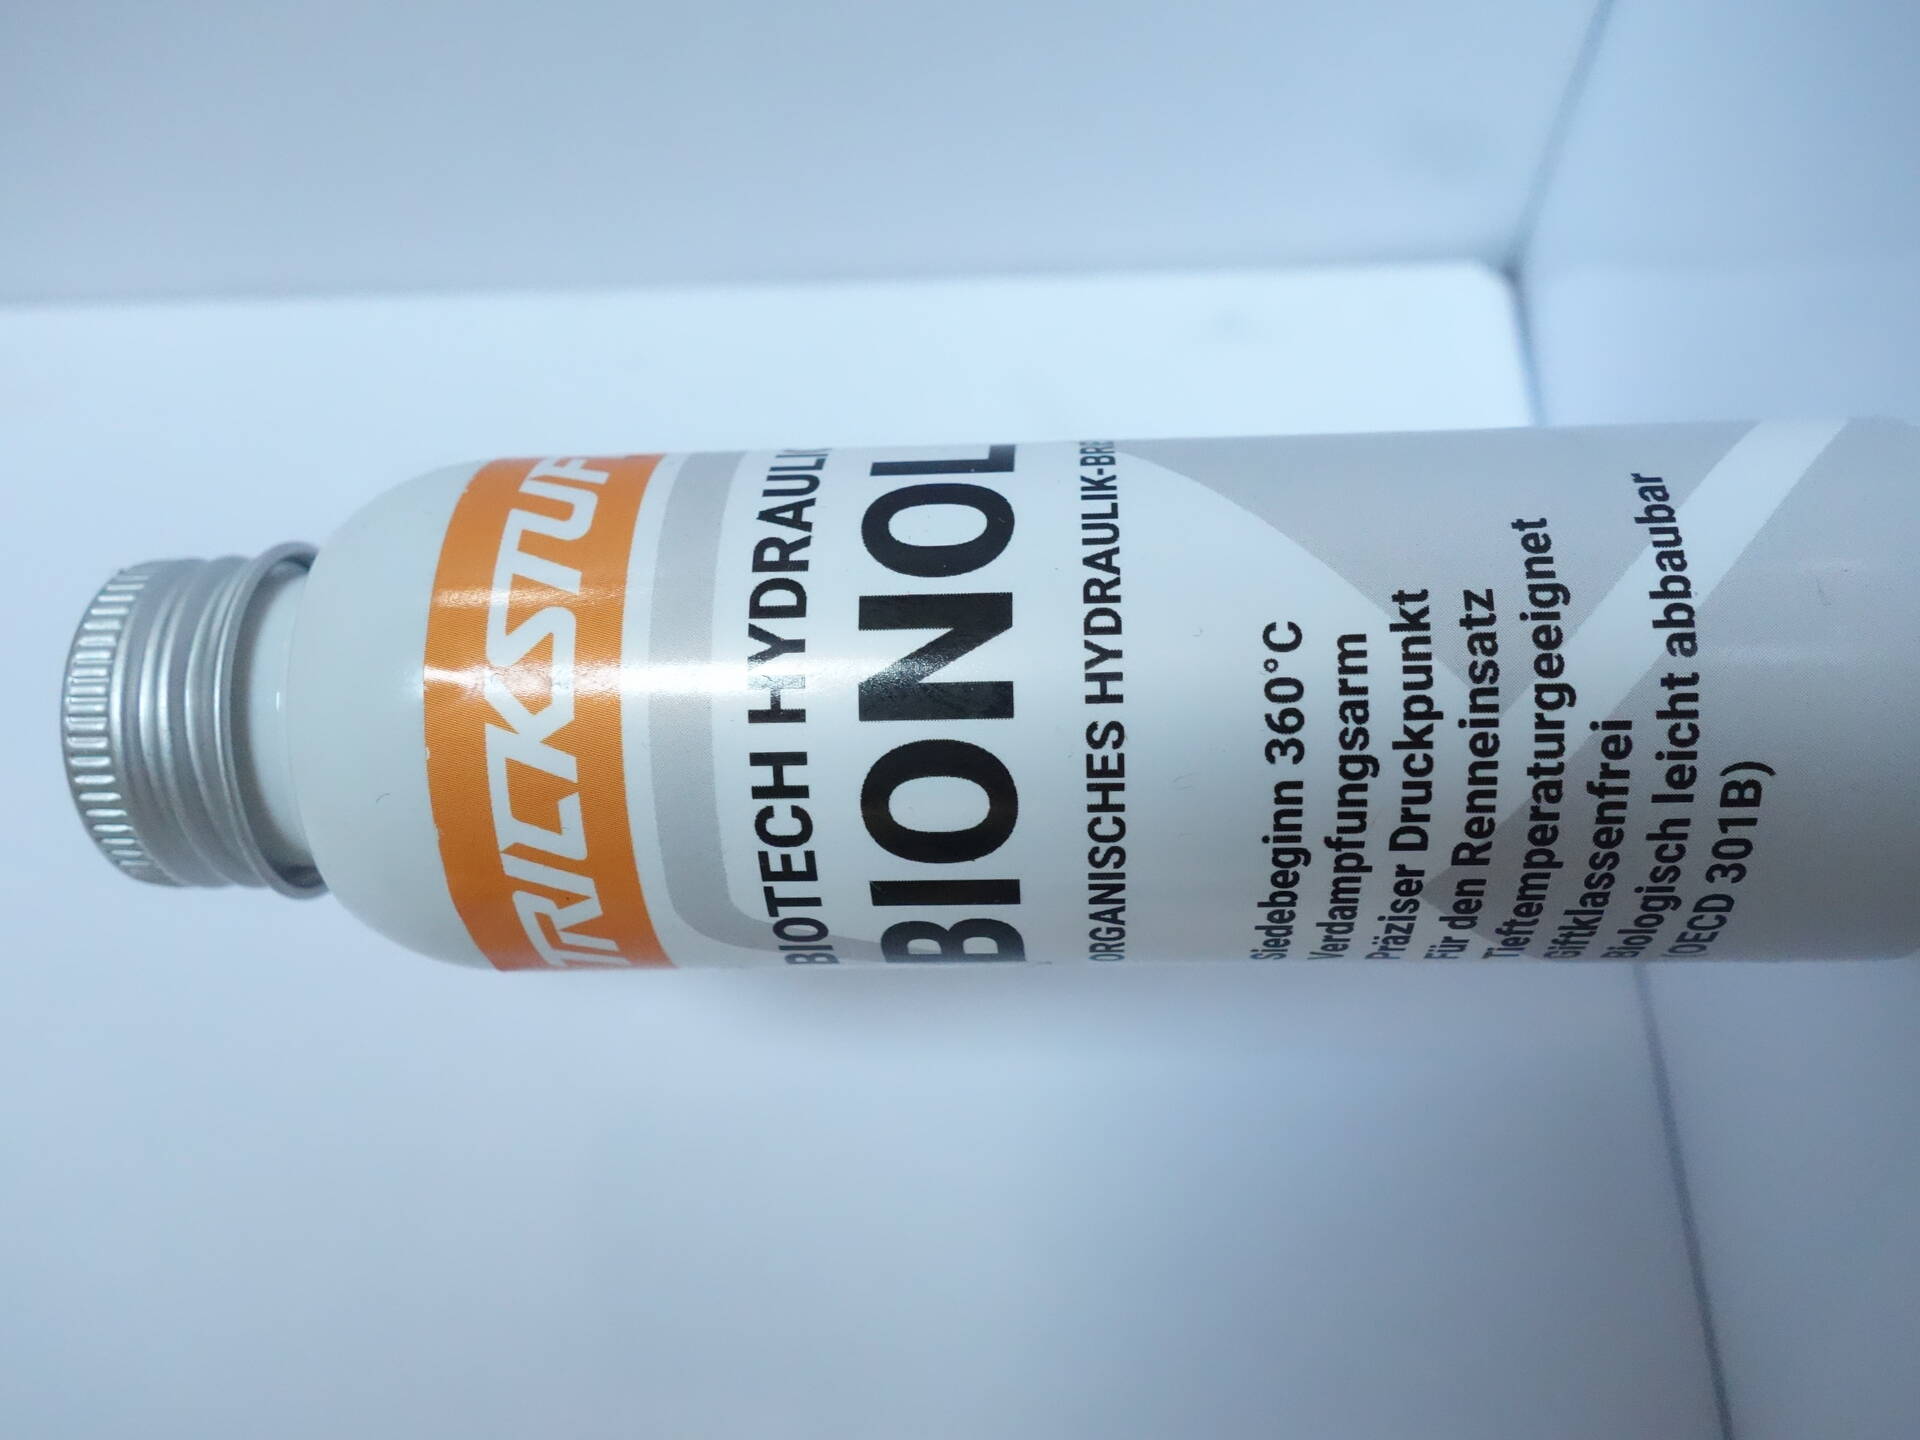 TRICKSTUF
BIOTECH HYDRAULIK
BIONOL
ORGANISCHES HYDRAULIK-BRE
Siedebeginn 360°C
Verdampfungsarm
Präziser Druckpunkt
Für den Renneinsatz
Tieftemperaturgeeignet
Giftklassenfrei
Biologisch leicht abbaubar
(OECD 301B)